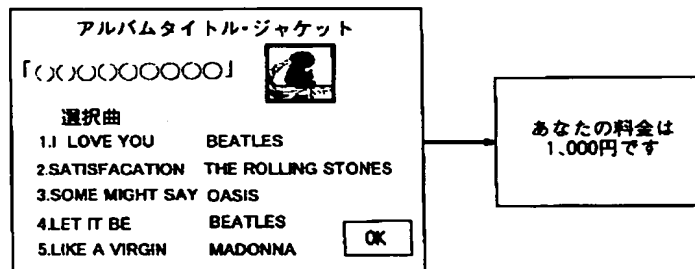 アルバムタイトル・ジャケット
「○○○○○○○○○」
選択曲
1.I LOVE YOU BEATLES
2.SATISFACATION THE ROLLING STONES
3.SOME MIGHT SAY OASIS
4.LET IT BE BEATLES
5.LIKE A VIRGIN MADONNA
OK
あなたの料金は
1,000円です